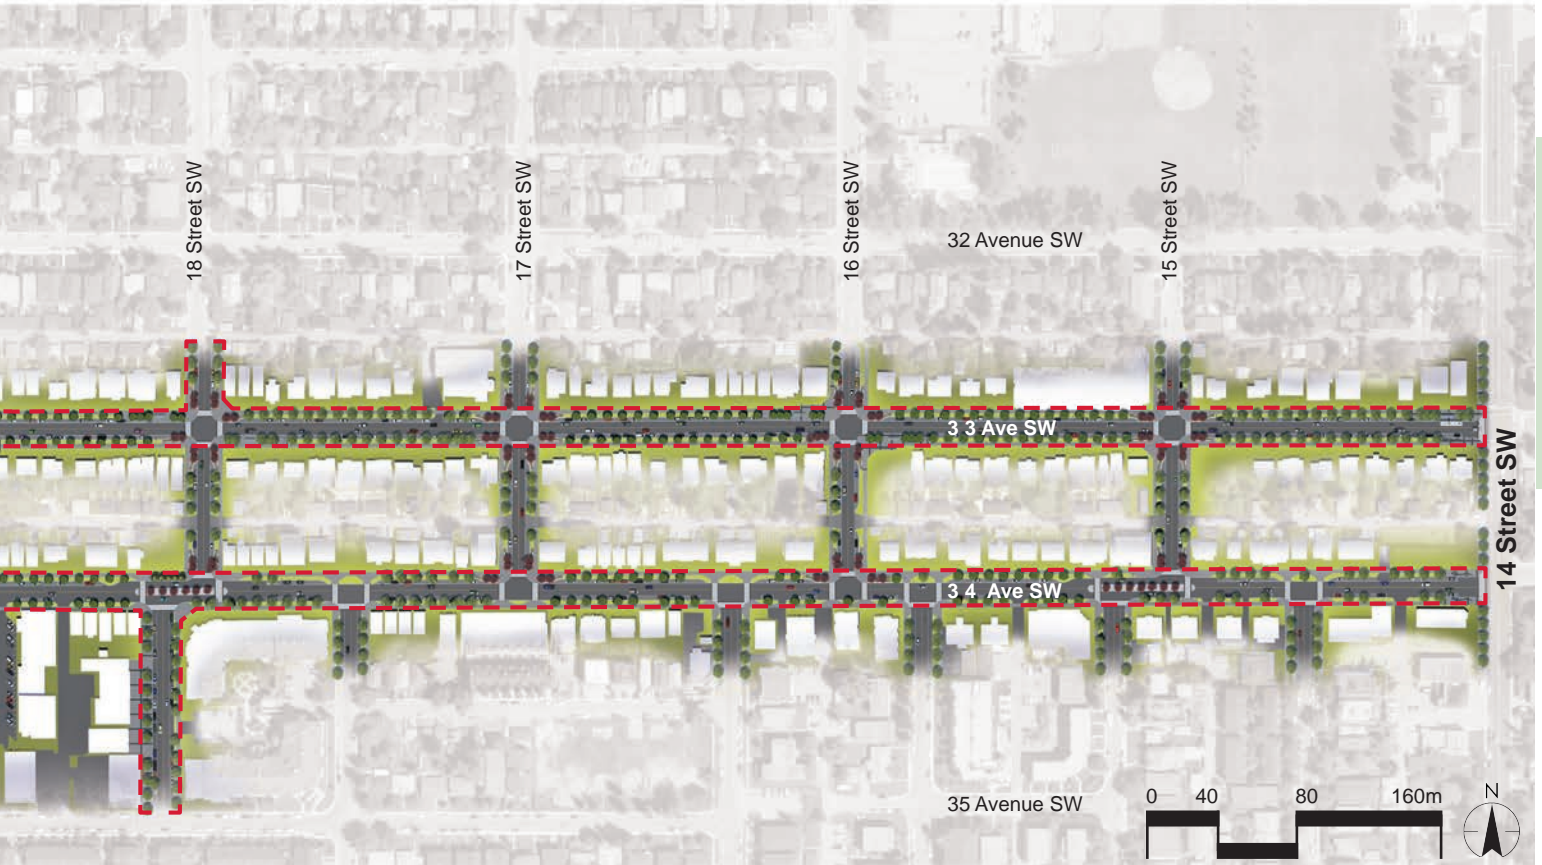 18 Street SW
17 Street SW
16 Street SW
15 Street SW
32 Avenue SW
3 3 Ave SW
14 Street SW
3 4 Ave SW
35 Avenue SW
0 40 80 160m
N